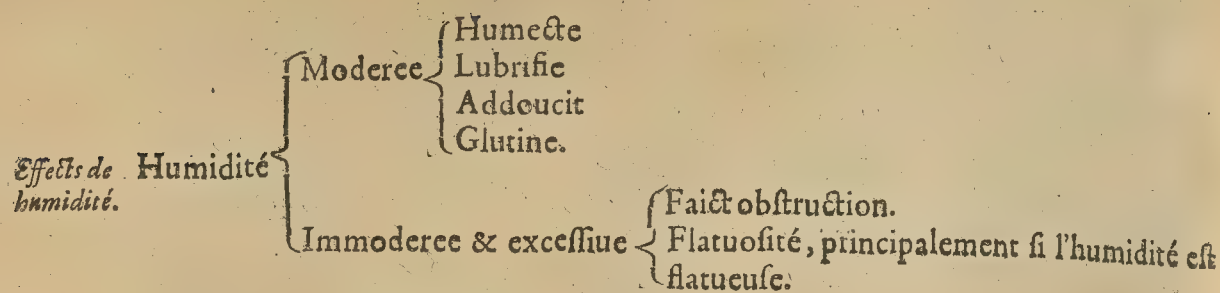 Effects de
humidité.
Humidité
Moderee
Humecte
Lubrifie
Addoucit
Glutine.
Immoderee & exceſſiue
Faict obſtruction.
Flatuoſité, principalement ſi l'humidité eſt
flatueuſe.